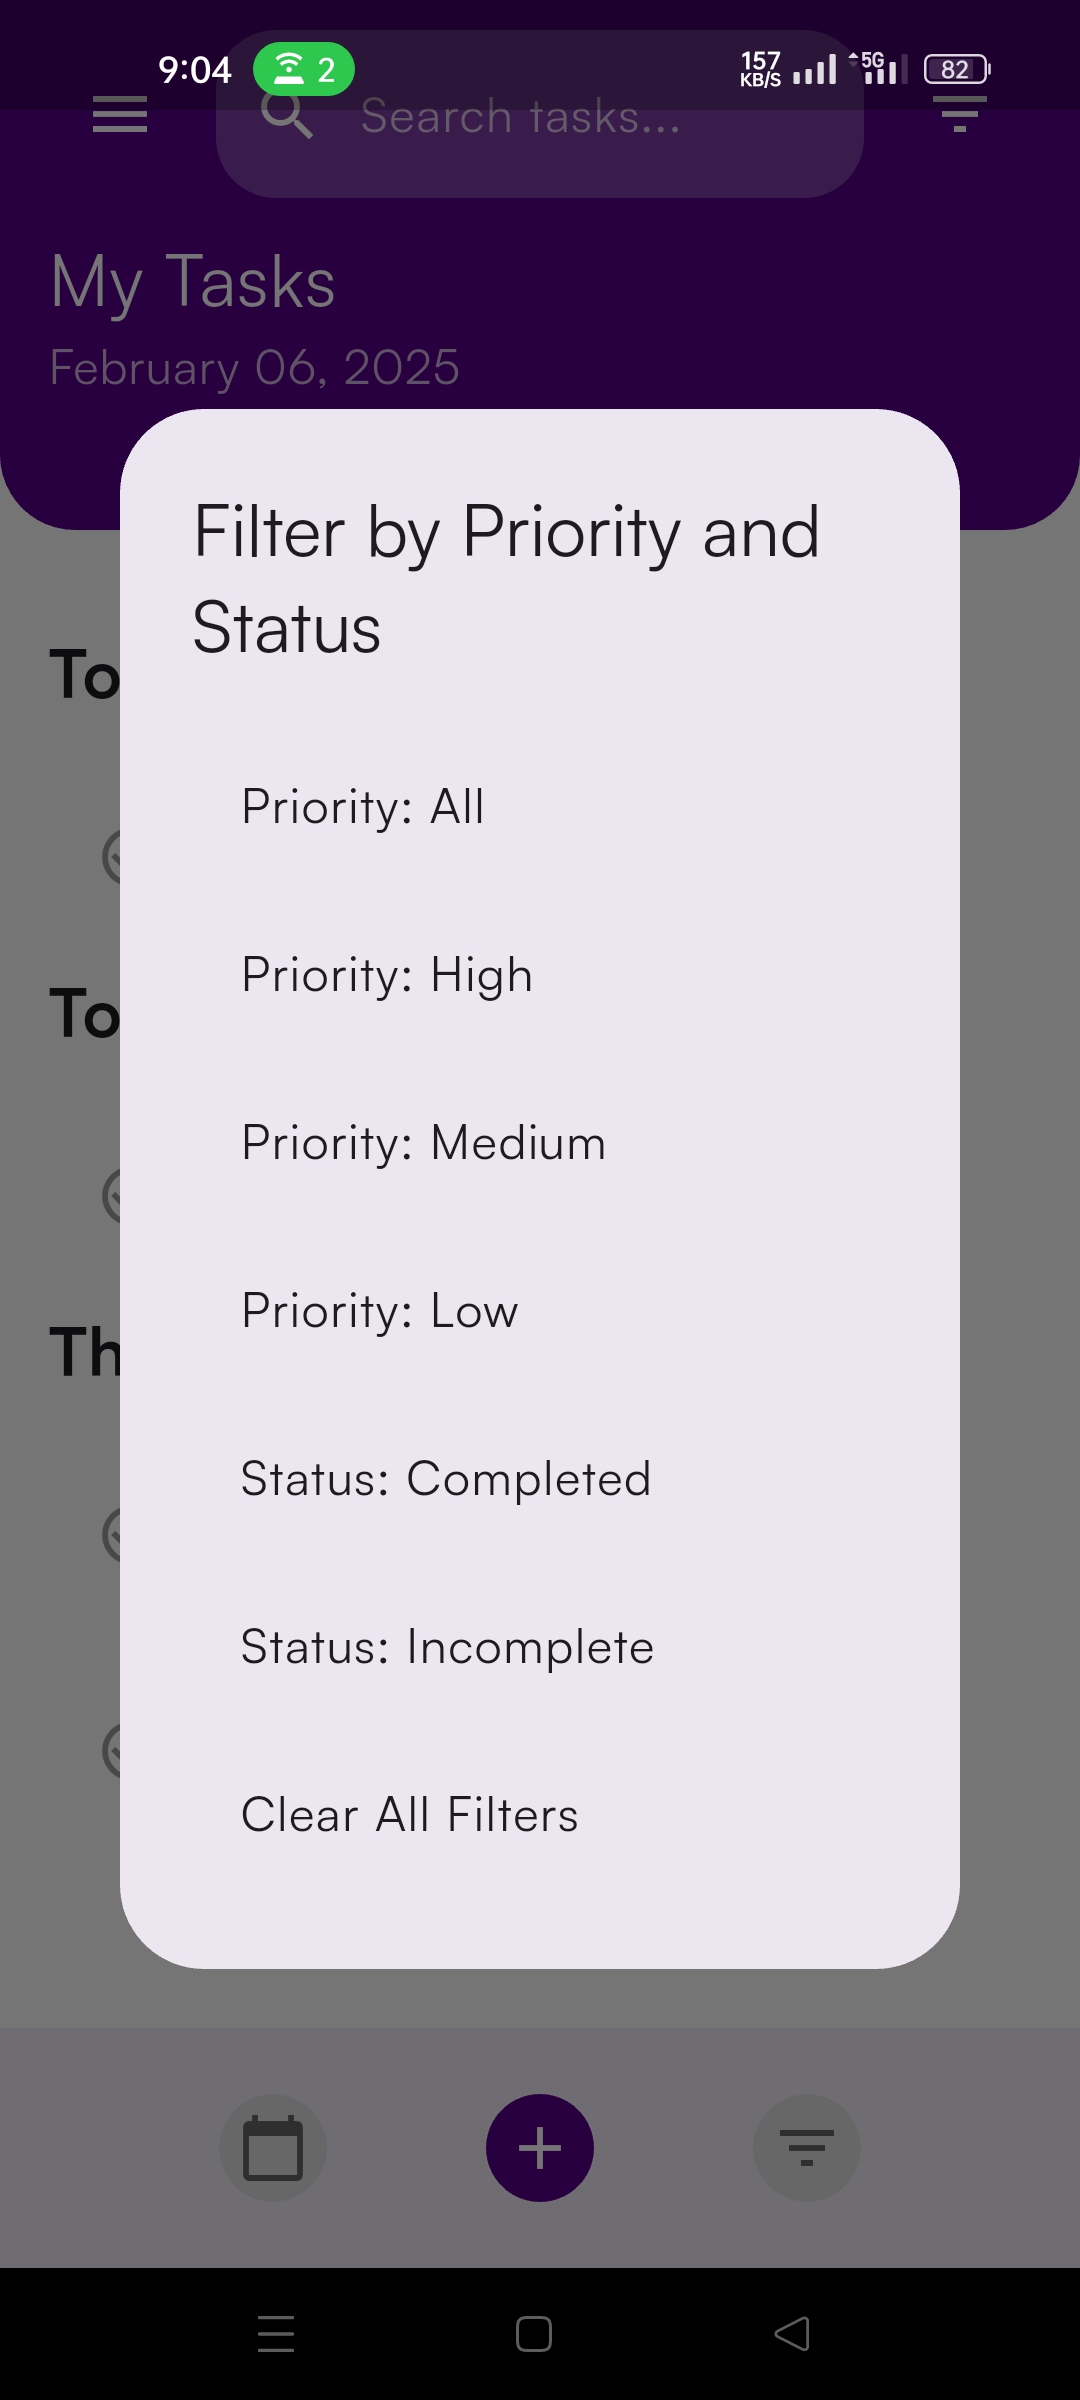 9:04
2
157
KB/S
5G
82
Search tasks...
My Tasks
February 06, 2025
Filter by Priority and
Status
To
Priority: All
Priority: High
To
Priority: Medium
Priority: Low
Th
Status: Completed
Status: Incomplete
Clear All Filters